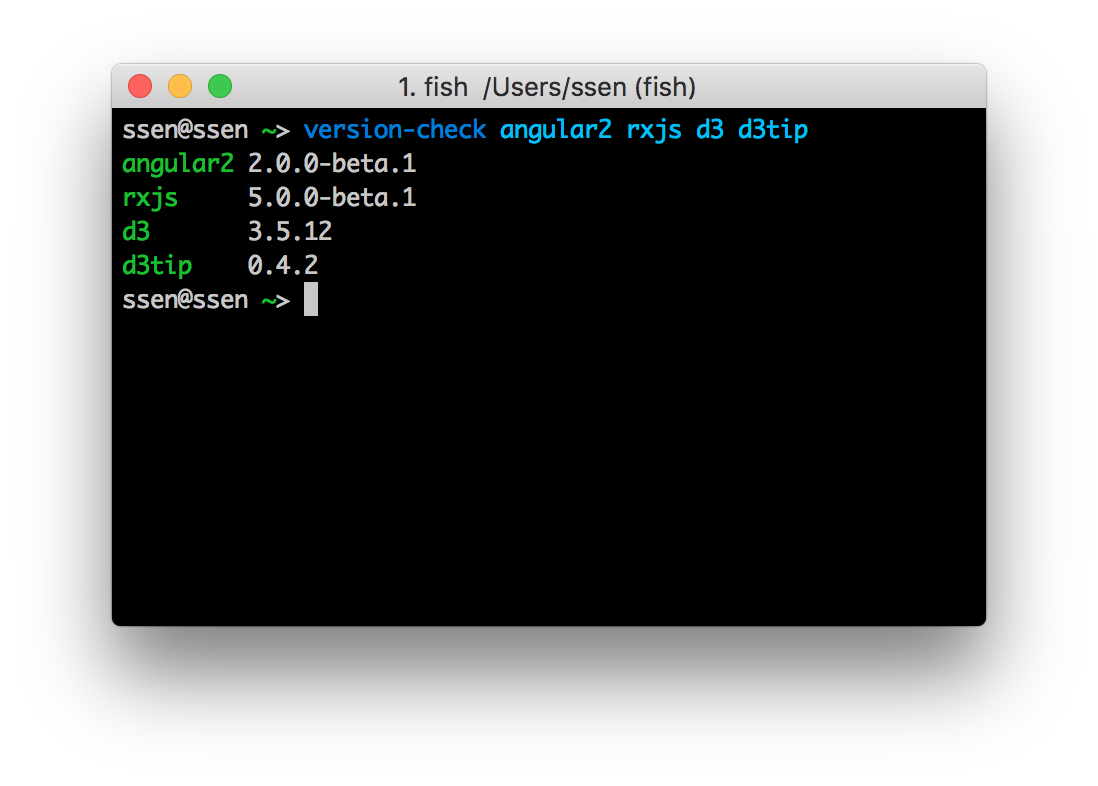 1. fish  /Users/ssen (fish)
ssen@ssen ~> version-check angular2 rxjs d3 d3tip
angular2 2.0.0-beta.1
rxjs     5.0.0-beta.1
d3       3.5.12
d3tip    0.4.2
ssen@ssen ~>